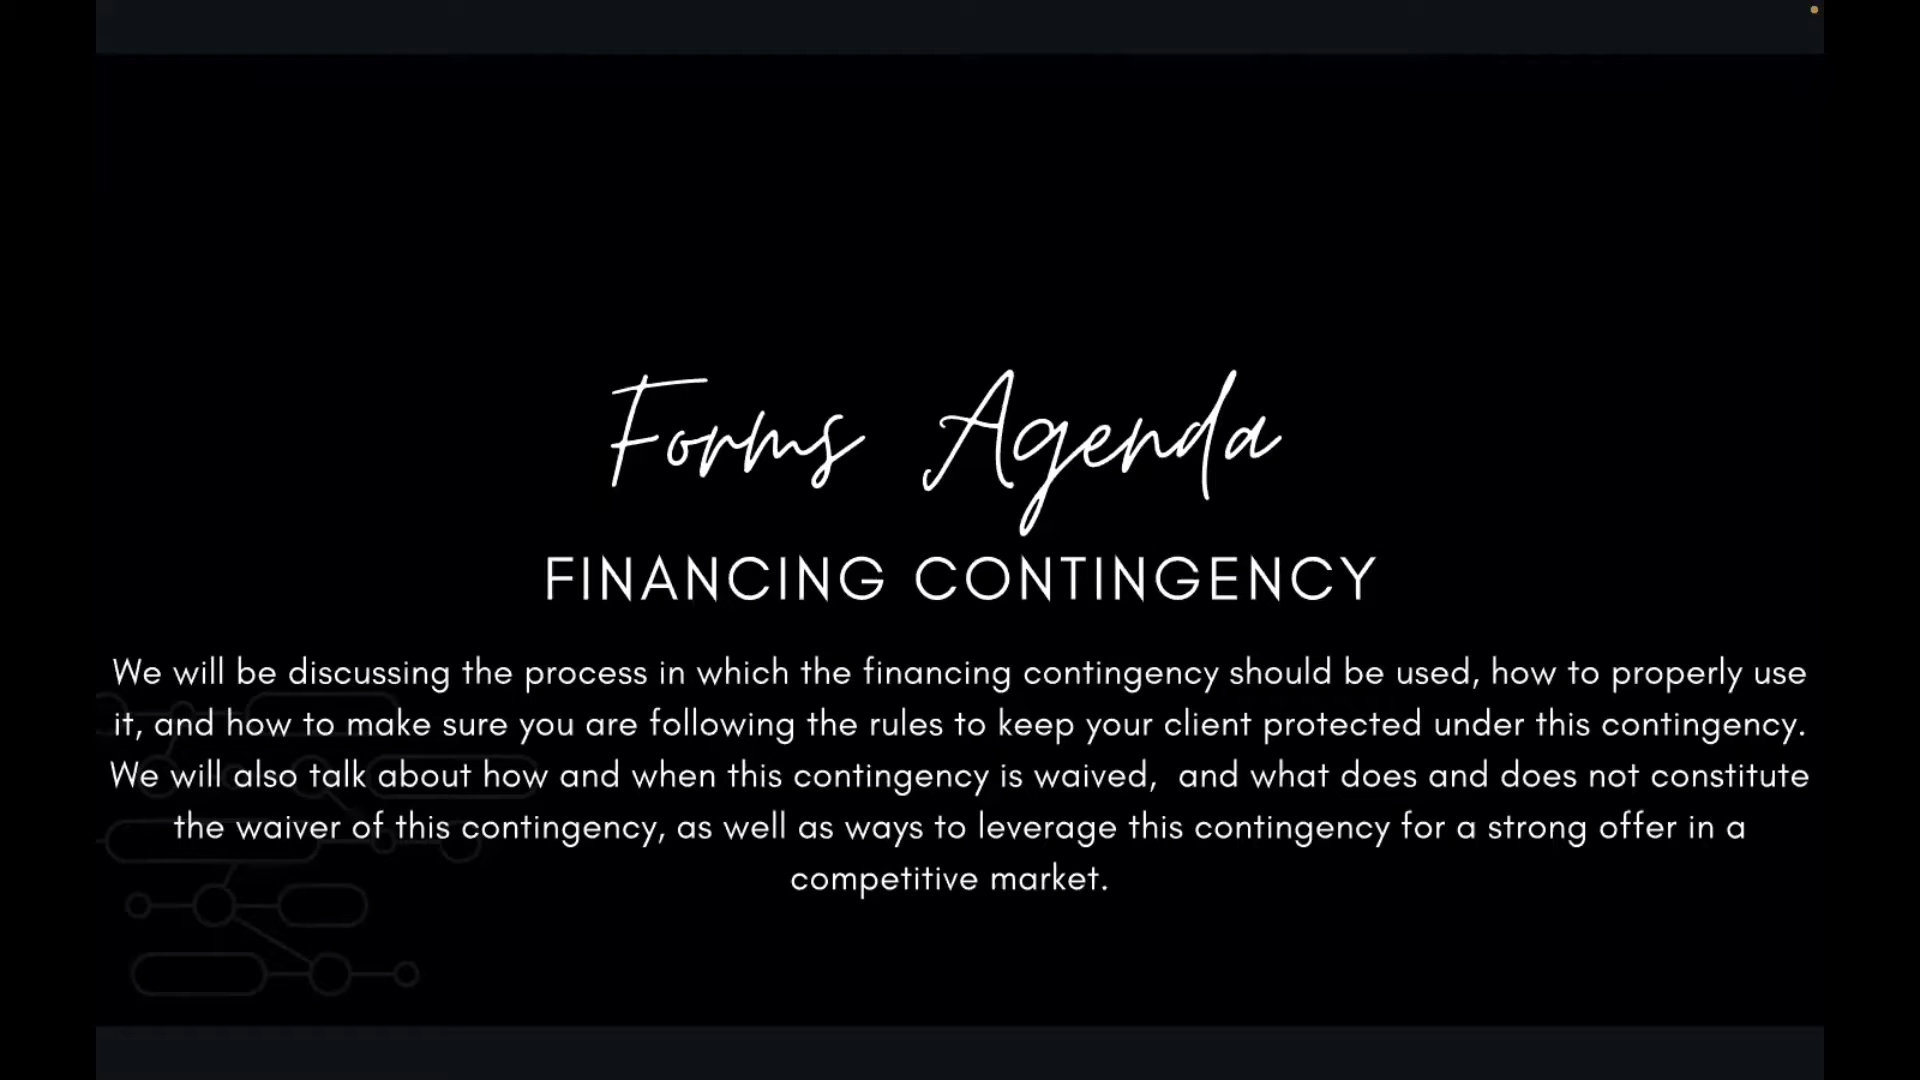 Forms Agenda
FINANCING CONTINGENCY
We will be discussing the process in which the financing contingency should be used, how to properly use
it, and how to make sure you are following the rules to keep your client protected under this contingency.
We will also talk about how and when this contingency is waived,  and what does and does not constitute
the waiver of this contingency, as well as ways to leverage this contingency for a strong offer in a
competitive market.